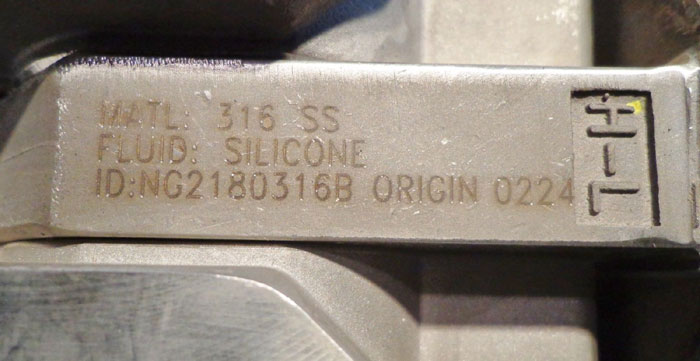 MATL: 316 SS
FLUID: SILICONE
ID:NG2180316B ORIGIN 0224